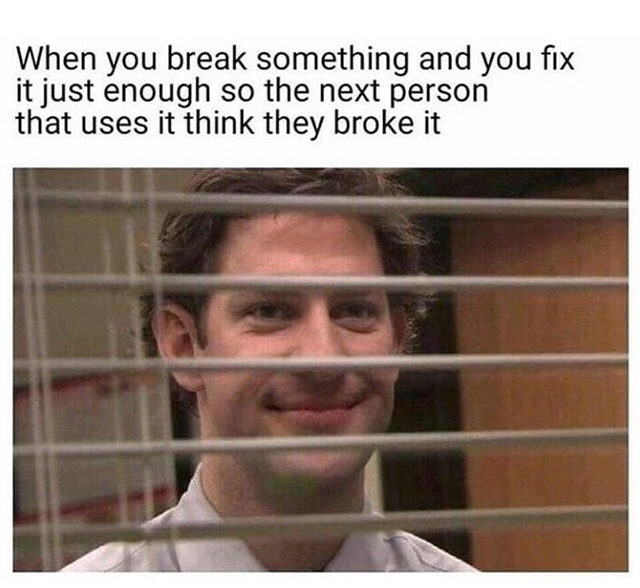 When you break something and you fix
it just enough so the next person
that uses it think they broke it